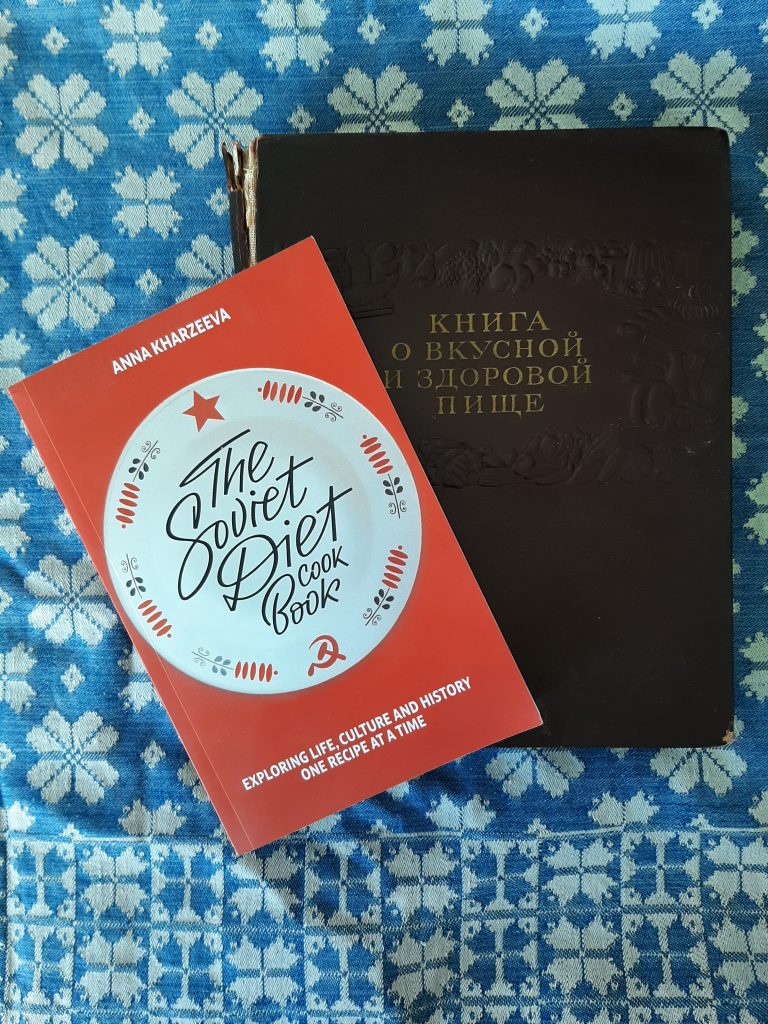 ANNA KHARZEEVA
The
Soviet
Diet
COOK
Book
EXPLORING LIFE, CULTURE AND HISTORY
ONE RECIPE AT A TIME
КНИГА
О ВКУСНОЙ
И ЗДОРОВОЙ
ПИЩЕ